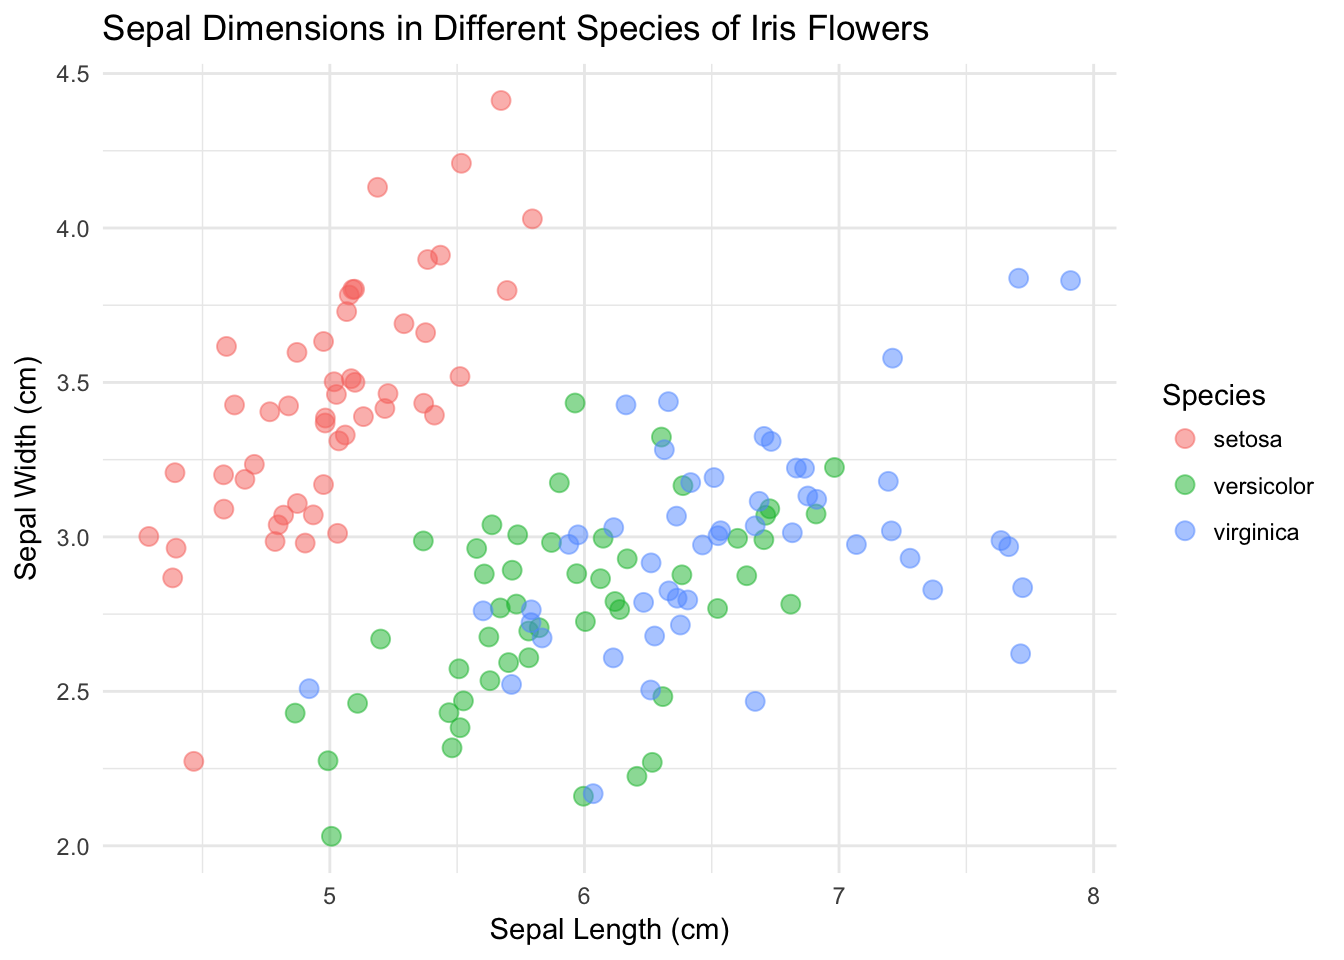 Sepal Dimensions in Different Species of Iris Flowers
4.5
4.0
3.5
3.0
2.5
2.0
Sepal Width (cm)
5 6 7 8
Sepal Length (cm)
Species
setosa
versicolor
virginica